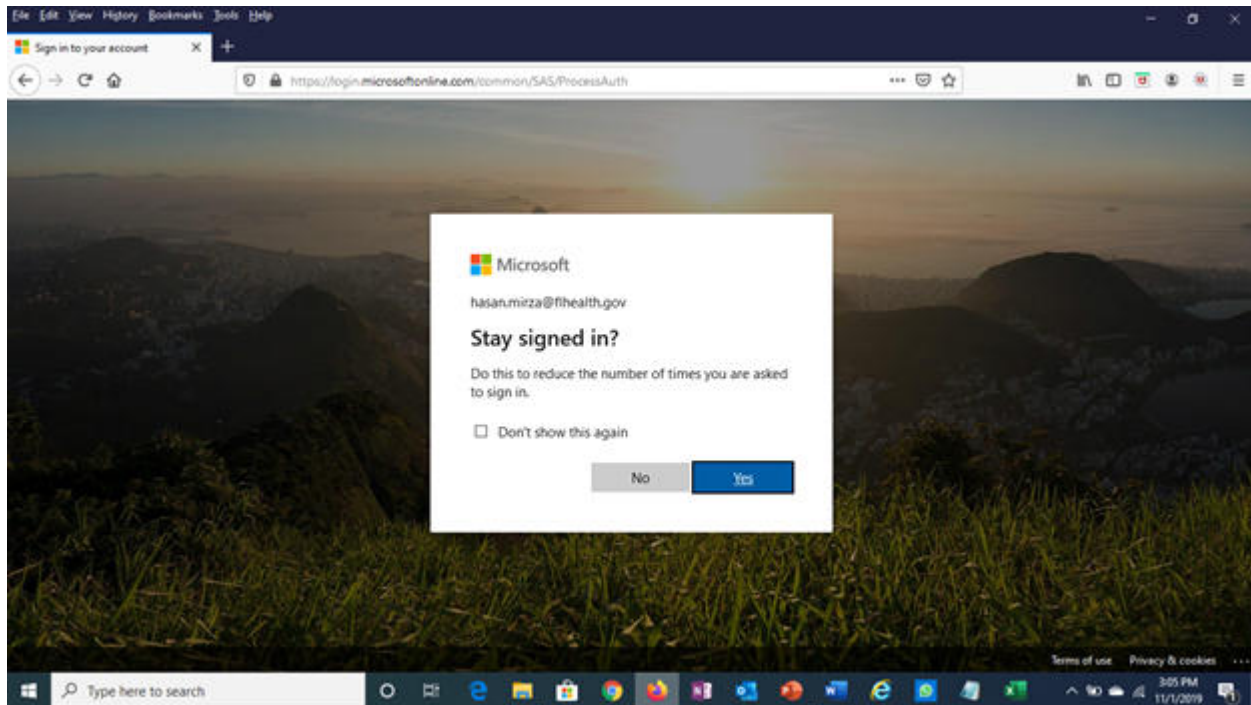 File Edit View History Bookmarks Tools Help
Sign in to your account
https://login.microsoftonline.com/common/SAS/ProcessAuth
Microsoft
hasan.mirza@flhealth.gov
Stay signed in?
Do this to reduce the number of times you are asked
to sign in.
Don't show this again
No Yes
Terms of use Privacy & cookies ...
Type here to search
3:05 PM
11/1/2019